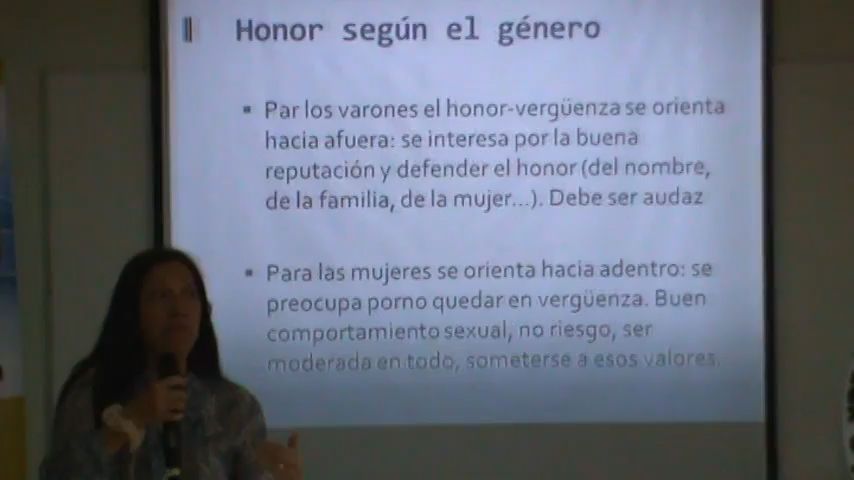 Honor según el género
▪ Par los varones el honor-vergüenza se orienta
hacia afuera: se interesa por la buena
reputación y defender el honor (del nombre,
de la familia, de la mujer...). Debe ser audaz
▪ Para las mujeres se orienta hacia adentro: se
preocupa porno quedar en vergüenza. Buen
comportamiento sexual, no riesgo, ser
moderada en todo, someterse a esos valores.